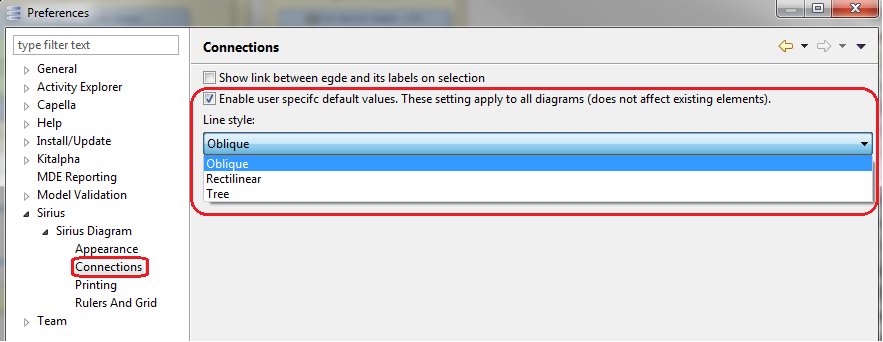 Preferences
type filter text
General
Activity Explorer
Capella
Help
Install/Update
Kitalpha
MDE Reporting
Model Validation
Sirius
Sirius Diagram
Appearance
Connections
Printing
Rulers And Grid
Team
Connections
Show link between egde and its labels on selection
Enable user specifc default values. These setting apply to all diagrams (does not affect existing elements).
Line style:
Oblique
Oblique
Rectilinear
Tree